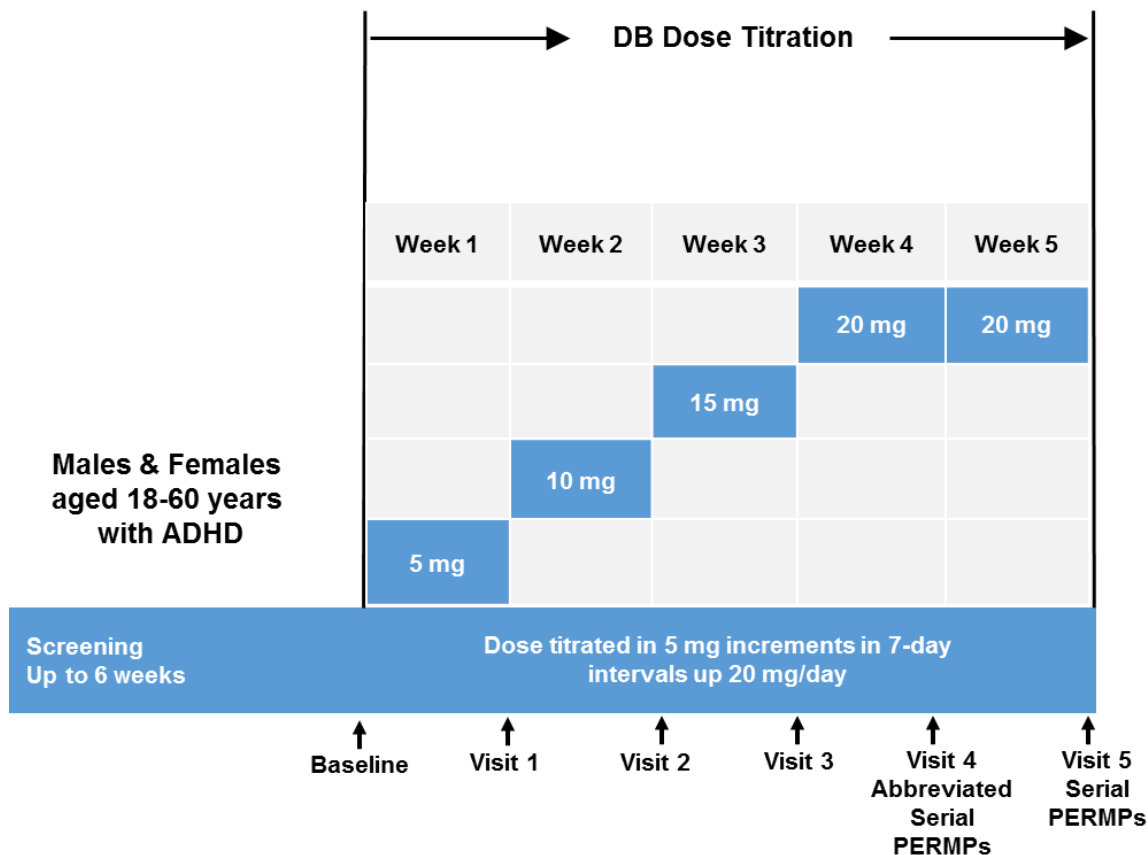 DB Dose Titration
Week 1
Week 2
Week 3
Week 4
Week 5
20 mg
20 mg
15 mg
10 mg
5 mg
Males & Females
aged 18-60 years
with ADHD
Screening
Up to 6 weeks
Dose titrated in 5 mg increments in 7-day
intervals up 20 mg/day
Baseline
Visit 1
Visit 2
Visit 3
Visit 4
Abbreviated
Serial
PERMPs
Visit 5
Serial
PERMPs